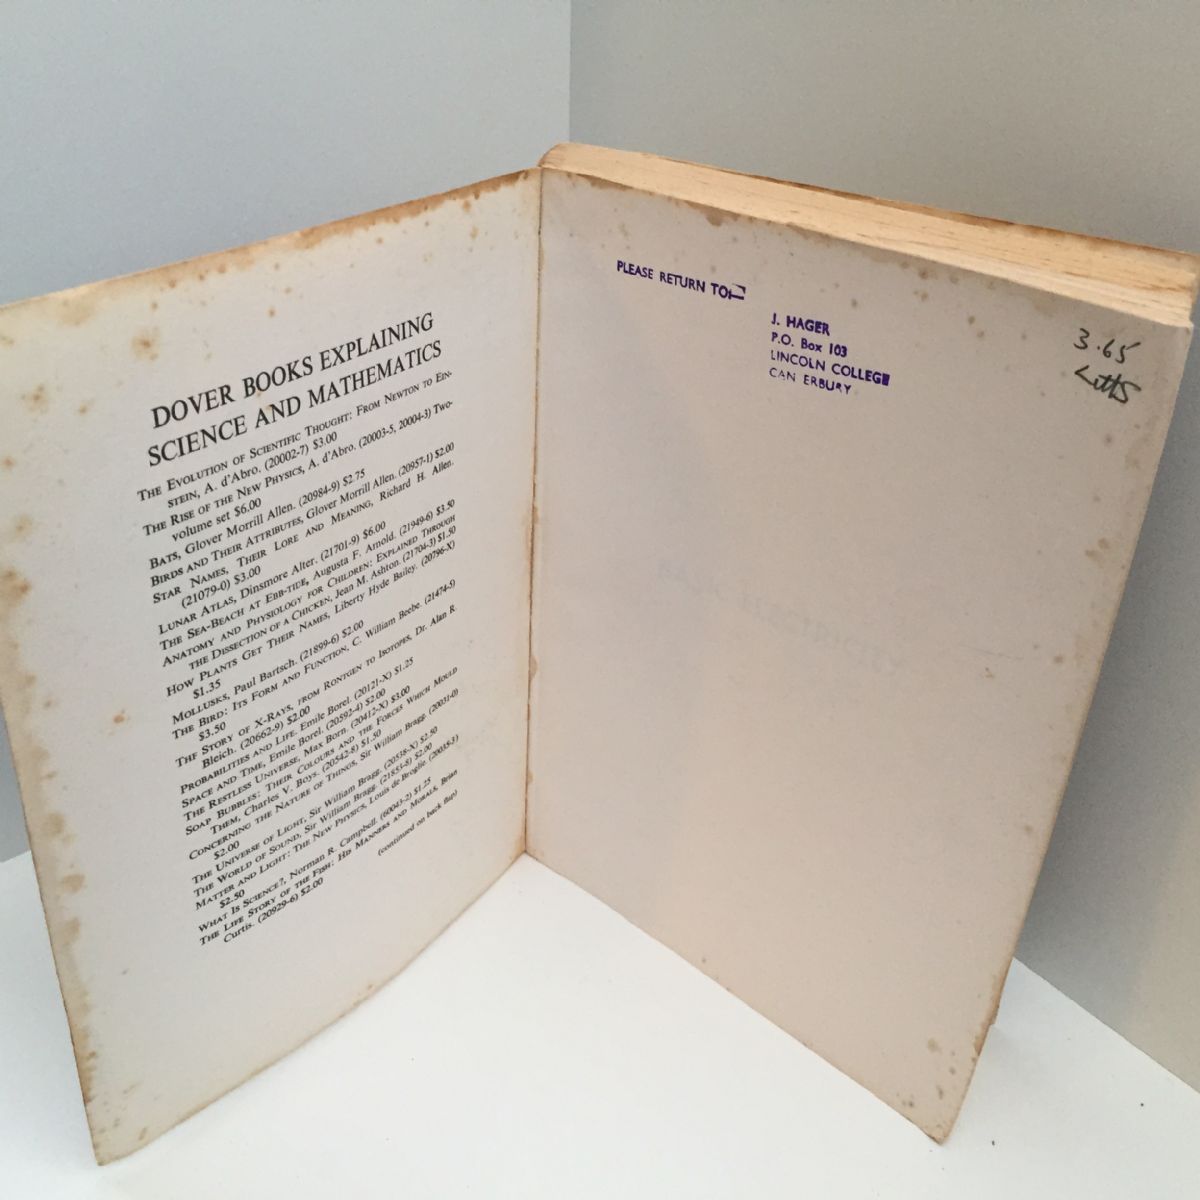 DOVER BOOKS EXPLAINING
SCIENCE AND MATHEMATICS
THE EVOLUTION OF SCIENTIFIC THOUGHT: FROM NEWTON TO EIN-
STEIN, A. d'Abro. (20002-7) $3.00
THE RISE OF THE NEW PHYSICS, A. d'Abro. (20003-5, 20004-3) Two-
volume set $6.00
BATS, Glover Morrill Allen. (20984-9) $2.75
BIRDS AND THEIR ATTRIBUTES, Glover Morrill Allen. (20957-1) $2.00
STAR NAMES, THEIR LORE AND MEANING, Richard H. Allen.
(21079-0) $3.00
LUNAR ATLAS, Dinsmore Alter. (21701-9) $6.00
THE SEA-BEACH AT EBB-TIDE, Augusta F. Arnold. (21949-6) $3.50
ANATOMY AND PHYSIOLOGY FOR CHILDREN: EXPLAINED THROUGH
THE DISSECTION OF A CHICKEN, Jean M. Ashton. (21704-3) $1.50
HOW PLANTS GET THEIR NAMES, Liberty Hyde Bailey. (20796-X)
$1.35
MOLLUSKS, Paul Bartsch. (21899-6) $2.00
THE BIRD: ITS FORM AND FUNCTION, C. William Beebe. (21474-5)
$3.50
THE STORY OF X-RAYS, FROM RÖNTGEN TO ISOTOPES, Dr. Alan R.
Bleich. (20662-9) $2.00
PROBABILITIES AND LIFE, Emile Borel. (20121-X) $1.25
SPACE AND TIME, Emile Borel. (20592-4) $2.00
THE RESTLESS UNIVERSE, Max Born. (20412-X) $3.00
SOAP BUBBLES: THEIR COLOURS AND THE FORCES WHICH MOULD
THEM, Charles V. Boys. (20542-8) $1.50
CONCERNING THE NATURE OF THINGS, Sir William Bragg. (20031-0)
$2.00
THE UNIVERSE OF LIGHT, Sir William Bragg. (20538-X) $2.50
THE WORLD OF SOUND, Sir William Bragg. (21851-8) $2.00
MATTER AND LIGHT: THE NEW PHYSICS, Louis de Broglie. (20035-3)
$2.50
WHAT IS SCIENCE?, Norman R. Campbell. (60043-2) $1.25
THE LIFE STORY OF THE FISH: HIS MANNERS AND MORALS, Brian
Curtis. (20929-6) $2.00
(continued on back flap)
PLEASE RETURN TO
J. HAGER
P.O. Box 103
LINCOLN COLLEGE
CAN ERBURY
3.65